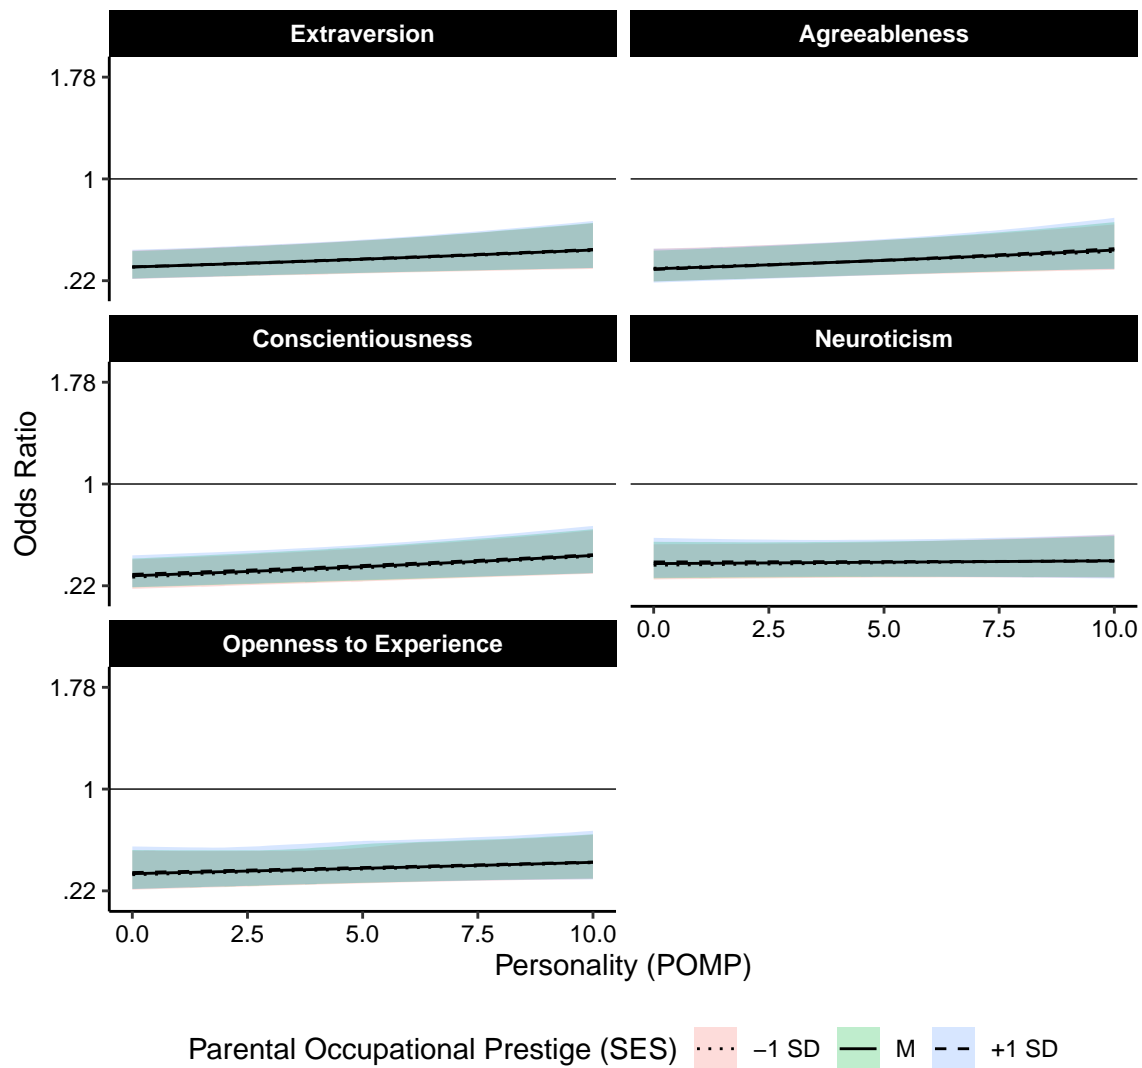 Extraversion
Agreeableness
1.78
1
.22
Conscientiousness
Neuroticism
1.78
1
.22
0.0 2.5 5.0 7.5 10.0
Openness to Experience
1.78
1
.22
0.0 2.5 5.0 7.5 10.0
Odds Ratio
Personality (POMP)
Parental Occupational Prestige (SES) −1 SD M +1 SD